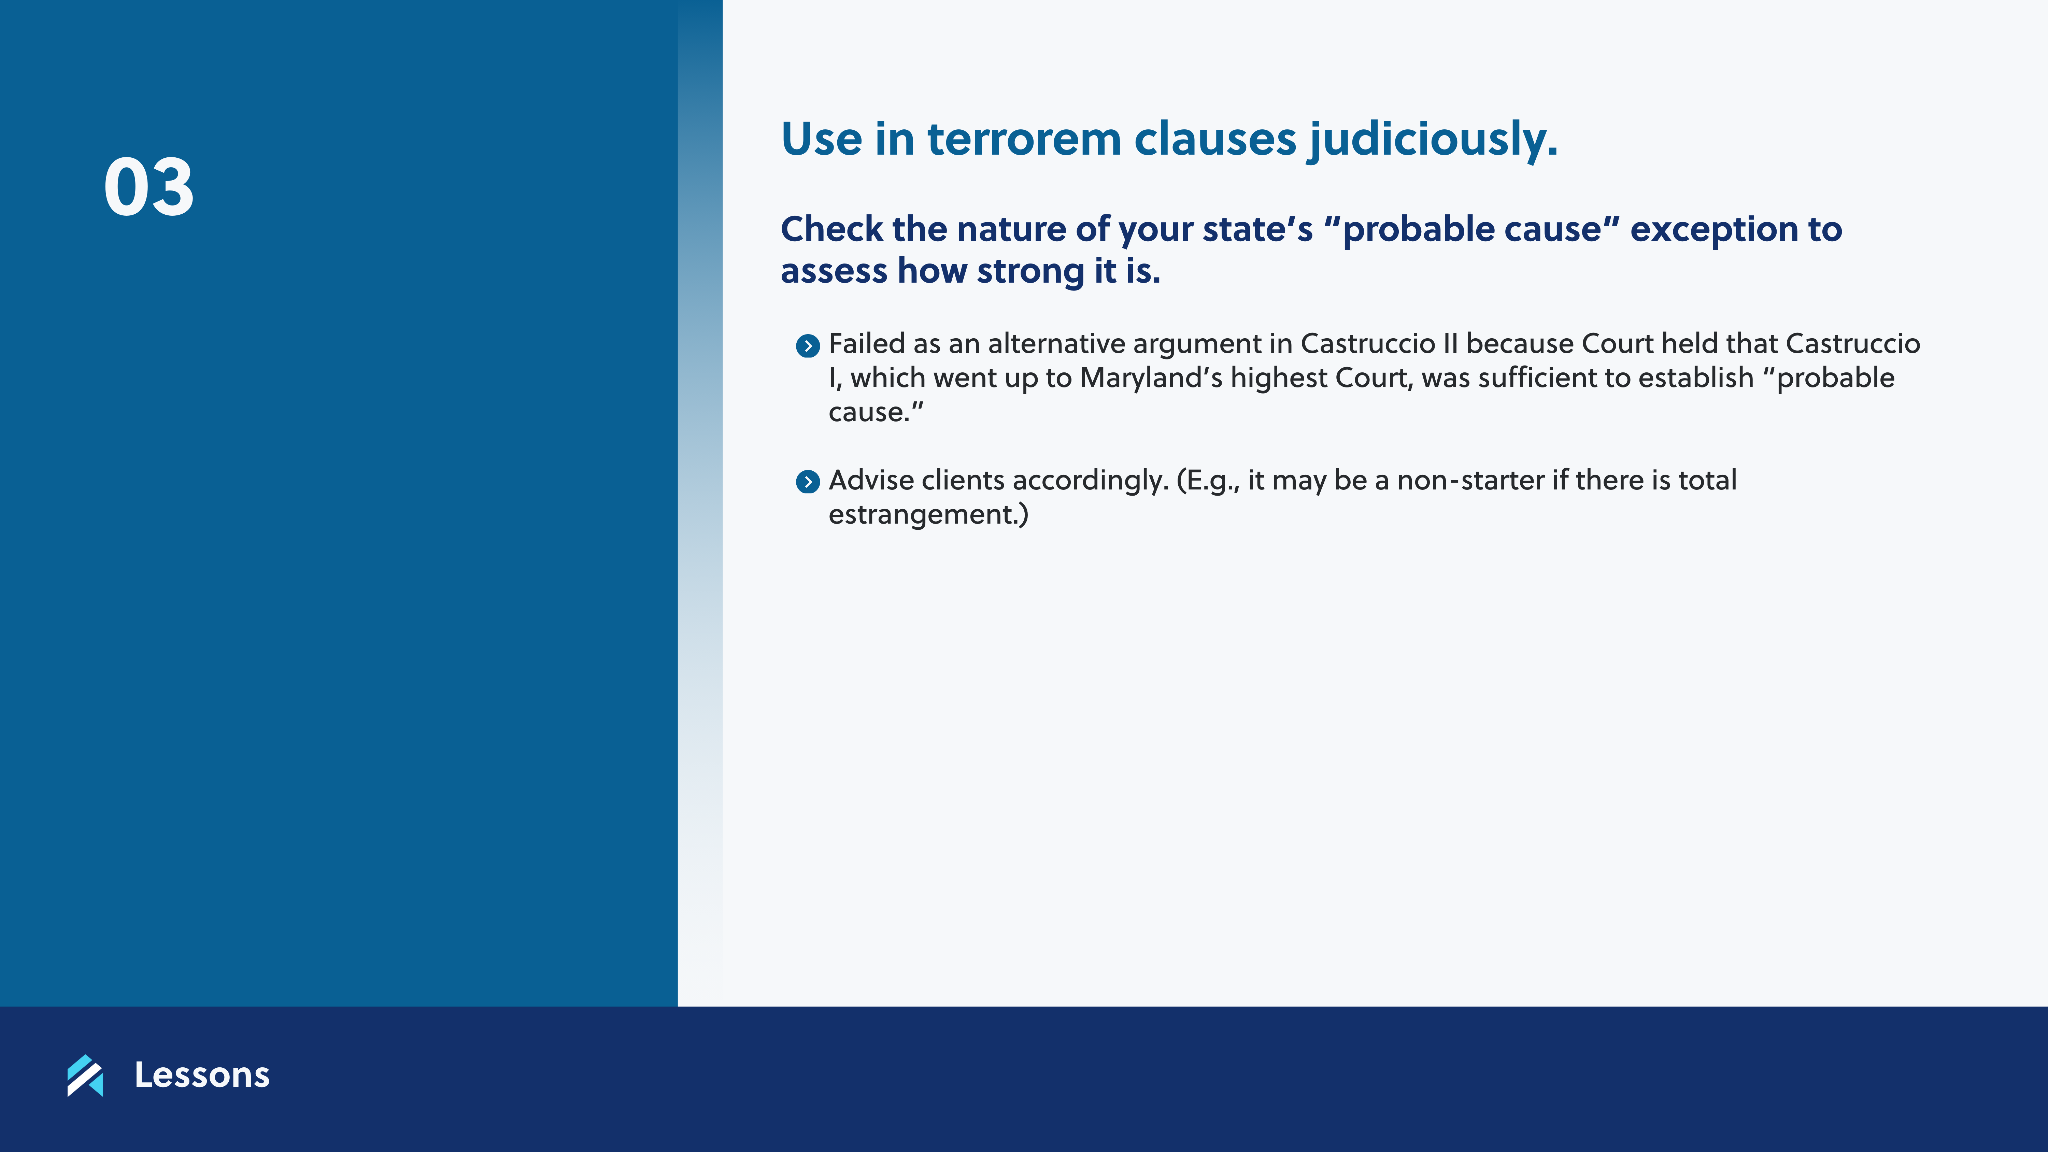 03
Use in terrorem clauses judiciously.
Check the nature of your state’s “probable cause” exception to
assess how strong it is.
Failed as an alternative argument in Castruccio II because Court held that Castruccio
I, which went up to Maryland’s highest Court, was sufficient to establish “probable
cause.”
Advise clients accordingly. (E.g., it may be a non-starter if there is total
estrangement.)
Lessons